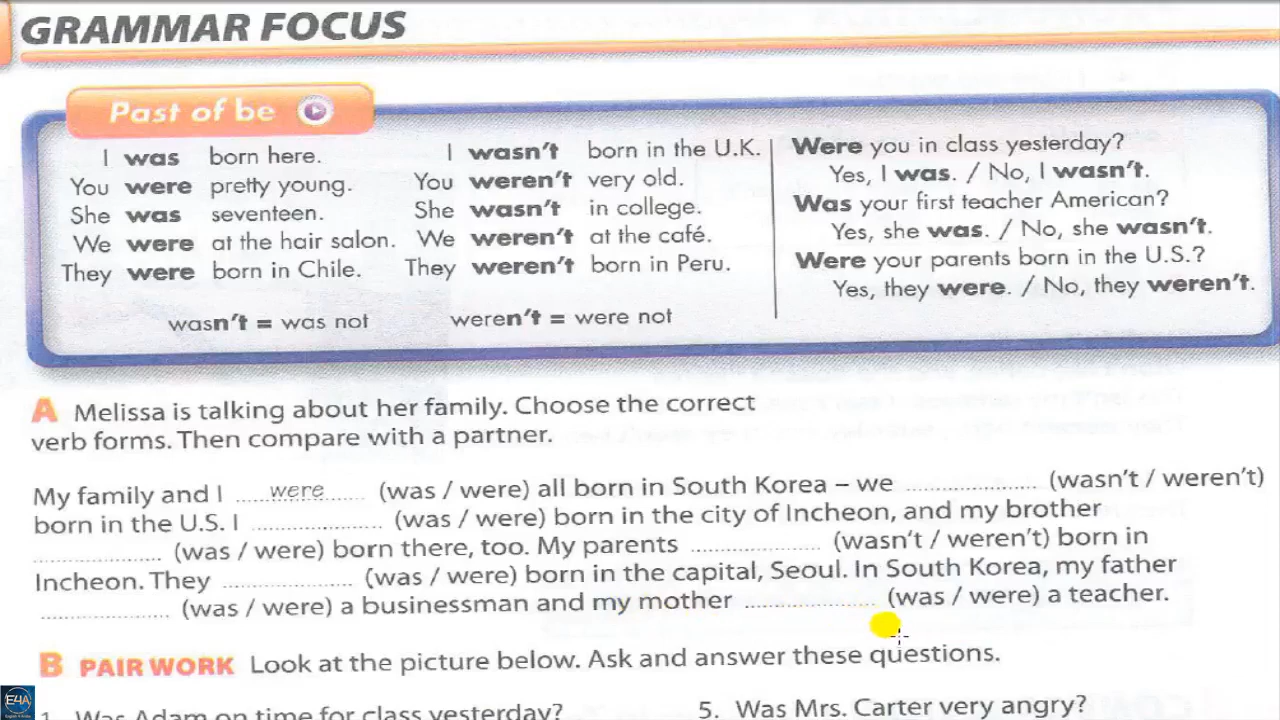 GRAMMAR FOCUS
Past of be
I was born here.
You were pretty young.
She was seventeen.
We were at the hair salon.
They were born in Chile.
wasn't = was not
I wasn't born in the U.K.
You weren't very old.
She wasn't in college.
We weren't at the café.
They weren't born in Peru.
weren't = were not
Were you in class yesterday?
Yes, I was. / No, I wasn't.
Was your first teacher American?
Yes, she was. / No, she wasn't.
Were your parents born in the U.S.?
Yes, they were. / No, they weren't.
A Melissa is talking about her family. Choose the correct
verb forms. Then compare with a partner.
My family and I ......were...... (was / were) all born in South Korea – we .................... (wasn't / weren't)
born in the U.S. I .................... (was / were) born in the city of Incheon, and my brother
.................... (was / were) born there, too. My parents .................... (wasn't / weren't) born in
Incheon. They .................... (was / were) born in the capital, Seoul. In South Korea, my father
.................... (was / were) a businessman and my mother .................... (was / were) a teacher.
B PAIR WORK Look at the picture below. Ask and answer these questions.
1. Was Adam on time for class yesterday?
5. Was Mrs. Carter very angry?
E4A